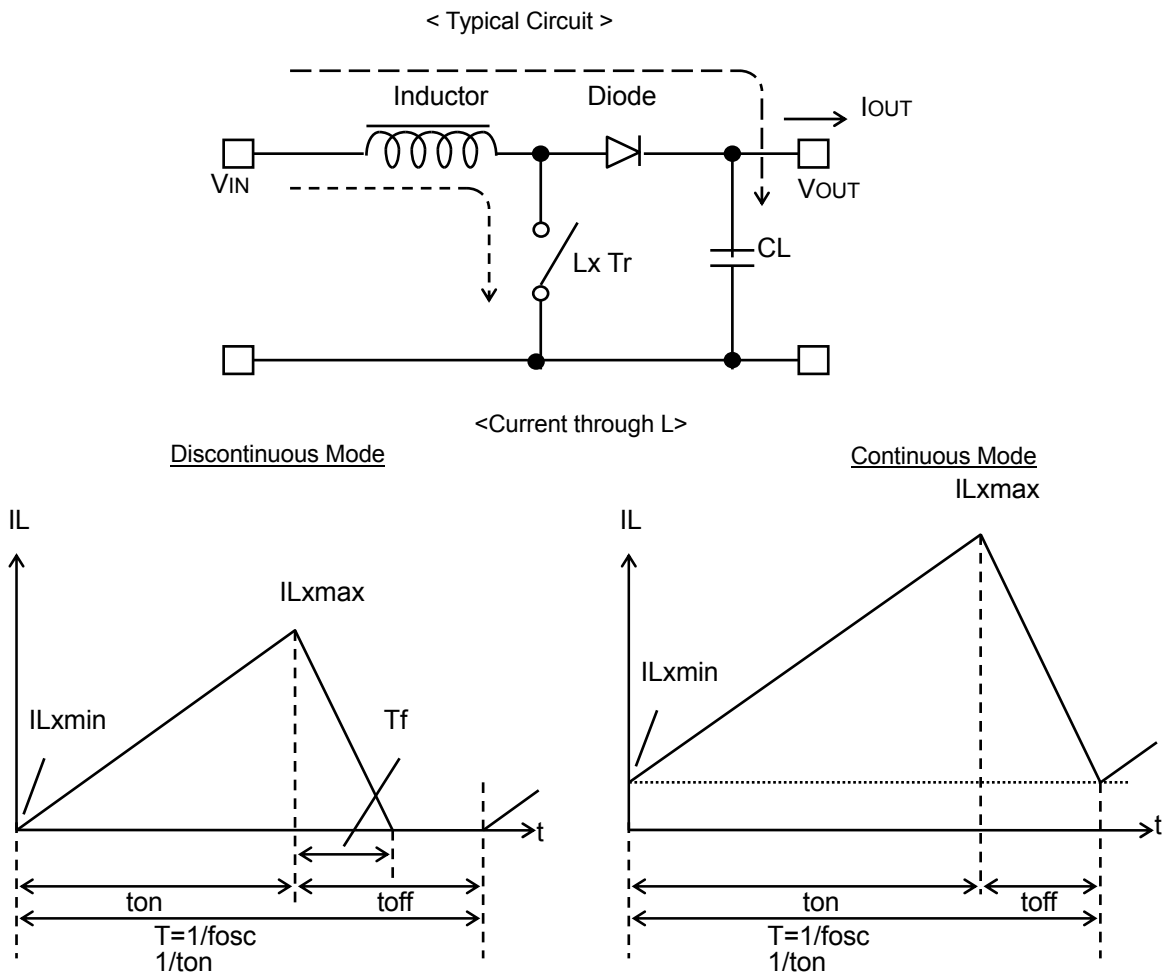 < Typical Circuit >
Inductor
Diode
IOUT
VIN
VOUT
Lx Tr
CL
<Current through L>
Discontinuous Mode
Continuous Mode
ILxmax
IL
IL
ILxmax
ILxmin
ILxmin
Tf
t
t
ton
toff
ton
toff
T=1/fosc
1/ton
T=1/fosc
1/ton